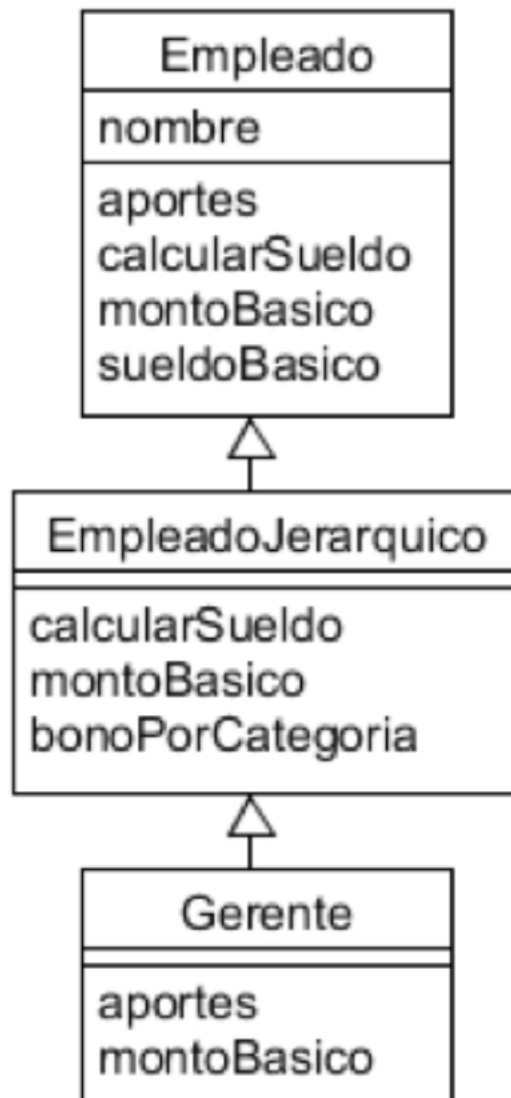 Empleado
nombre
aportes
calcularSueldo
montoBasico
sueldoBasico
EmpleadoJerarquico
calcularSueldo
montoBasico
bonoPorCategoria
Gerente
aportes
montoBasico